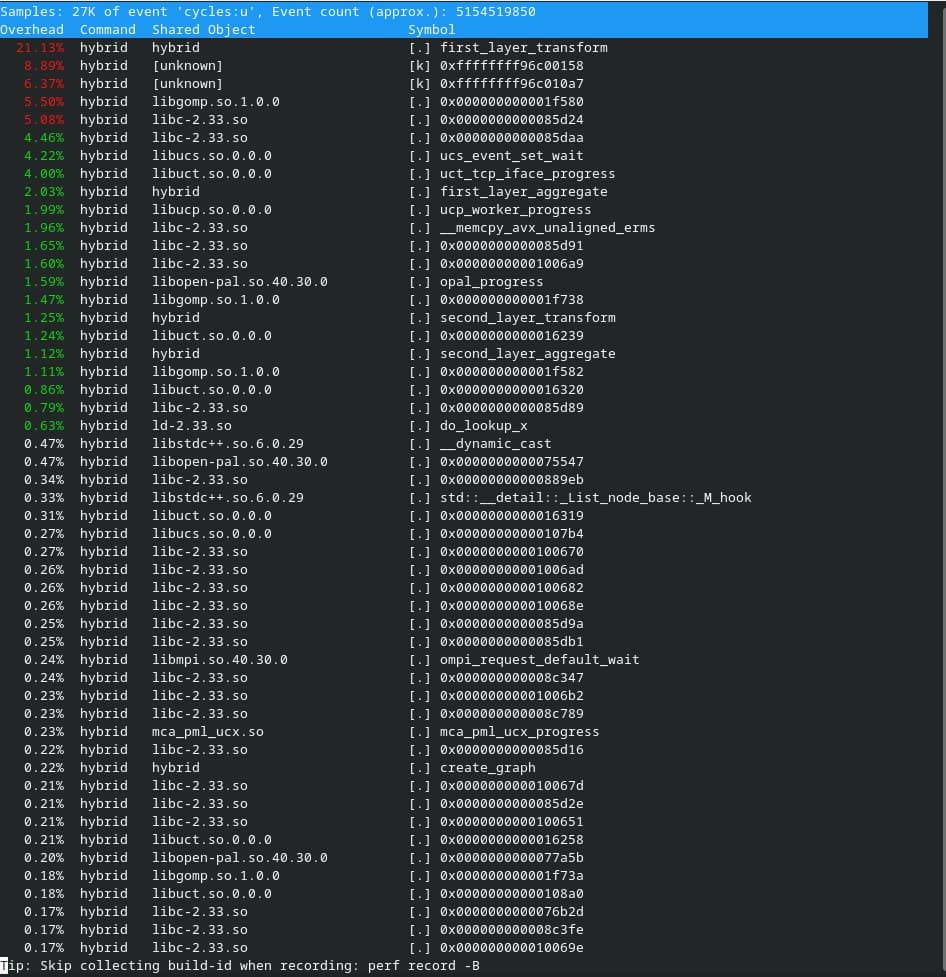 Samples: 27K of event 'cycles:u', Event count (approx.): 5154519850
Overhead  Command  Shared Object                   Symbol
21.13%  hybrid   hybrid                          [.] first_layer_transform
8.89%  hybrid   [unknown]                       [k] 0xffffffff96c00158
6.37%  hybrid   [unknown]                       [k] 0xffffffff96c010a7
5.50%  hybrid   libgomp.so.1.0.0                [.] 0x000000000001f580
5.08%  hybrid   libc-2.33.so                    [.] 0x0000000000085d24
4.46%  hybrid   libc-2.33.so                    [.] 0x0000000000085daa
4.22%  hybrid   libucs.so.0.0.0                 [.] ucs_event_set_wait
4.00%  hybrid   libuct.so.0.0.0                 [.] uct_tcp_iface_progress
2.03%  hybrid   hybrid                          [.] first_layer_aggregate
1.99%  hybrid   libucp.so.0.0.0                 [.] ucp_worker_progress
1.96%  hybrid   libc-2.33.so                    [.] __memcpy_avx_unaligned_erms
1.65%  hybrid   libc-2.33.so                    [.] 0x0000000000085d91
1.60%  hybrid   libc-2.33.so                    [.] 0x00000000001006a9
1.59%  hybrid   libopen-pal.so.40.30.0          [.] opal_progress
1.47%  hybrid   libgomp.so.1.0.0                [.] 0x000000000001f738
1.25%  hybrid   hybrid                          [.] second_layer_transform
1.24%  hybrid   libuct.so.0.0.0                 [.] 0x0000000000016239
1.12%  hybrid   hybrid                          [.] second_layer_aggregate
1.11%  hybrid   libgomp.so.1.0.0                [.] 0x000000000001f582
0.86%  hybrid   libuct.so.0.0.0                 [.] 0x0000000000016320
0.79%  hybrid   libc-2.33.so                    [.] 0x0000000000085d89
0.63%  hybrid   ld-2.33.so                      [.] do_lookup_x
0.47%  hybrid   libstdc++.so.6.0.29             [.] __dynamic_cast
0.47%  hybrid   libopen-pal.so.40.30.0          [.] 0x0000000000075547
0.34%  hybrid   libc-2.33.so                    [.] 0x00000000000889eb
0.33%  hybrid   libstdc++.so.6.0.29             [.] std::__detail::_List_node_base::_M_hook
0.31%  hybrid   libuct.so.0.0.0                 [.] 0x0000000000016319
0.27%  hybrid   libucs.so.0.0.0                 [.] 0x00000000000107b4
0.27%  hybrid   libc-2.33.so                    [.] 0x0000000000100670
0.26%  hybrid   libc-2.33.so                    [.] 0x00000000001006ad
0.26%  hybrid   libc-2.33.so                    [.] 0x0000000000100682
0.26%  hybrid   libc-2.33.so                    [.] 0x000000000010068e
0.25%  hybrid   libc-2.33.so                    [.] 0x0000000000085d9a
0.25%  hybrid   libc-2.33.so                    [.] 0x0000000000085db1
0.24%  hybrid   libmpi.so.40.30.0               [.] ompi_request_default_wait
0.24%  hybrid   libc-2.33.so                    [.] 0x000000000008c347
0.23%  hybrid   libc-2.33.so                    [.] 0x00000000001006b2
0.23%  hybrid   libc-2.33.so                    [.] 0x000000000008c789
0.23%  hybrid   mca_pml_ucx.so                  [.] mca_pml_ucx_progress
0.22%  hybrid   libc-2.33.so                    [.] 0x0000000000085d16
0.22%  hybrid   hybrid                          [.] create_graph
0.21%  hybrid   libc-2.33.so                    [.] 0x000000000010067d
0.21%  hybrid   libc-2.33.so                    [.] 0x0000000000085d2e
0.21%  hybrid   libc-2.33.so                    [.] 0x0000000000100651
0.21%  hybrid   libuct.so.0.0.0                 [.] 0x0000000000016258
0.20%  hybrid   libopen-pal.so.40.30.0          [.] 0x0000000000077a5b
0.18%  hybrid   libgomp.so.1.0.0                [.] 0x000000000001f73a
0.18%  hybrid   libuct.so.0.0.0                 [.] 0x00000000000108a0
0.17%  hybrid   libc-2.33.so                    [.] 0x0000000000076b2d
0.17%  hybrid   libc-2.33.so                    [.] 0x000000000008c3fe
0.17%  hybrid   libc-2.33.so                    [.] 0x000000000010069e
Tip: Skip collecting build-id when recording: perf record -B